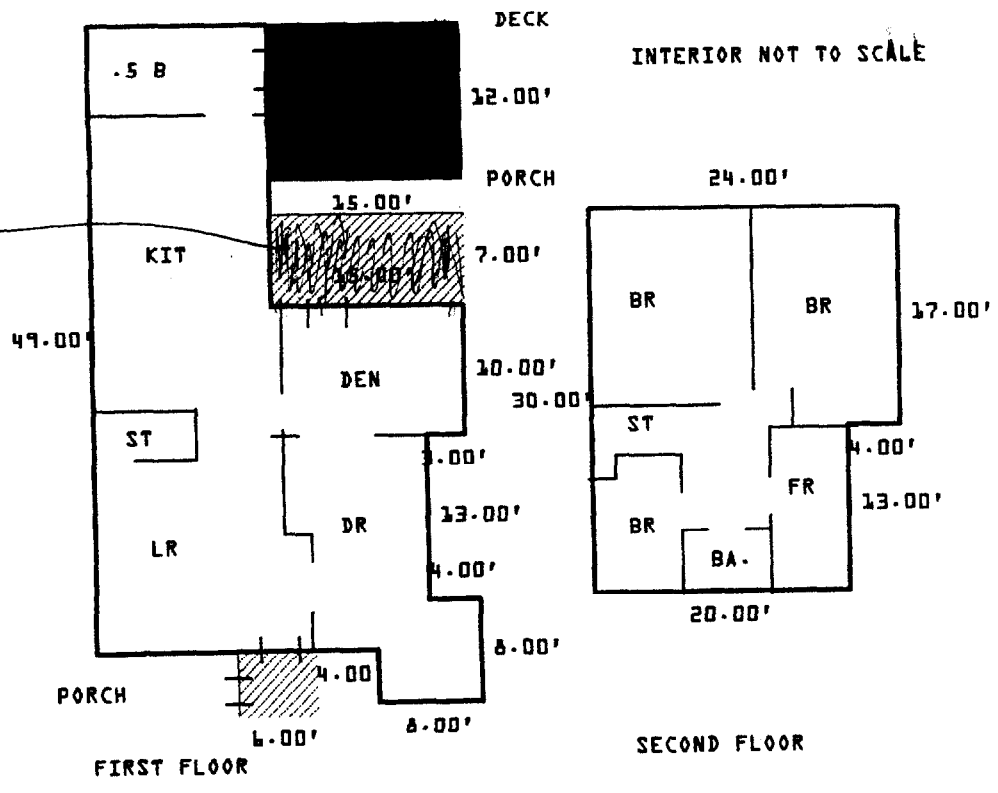 DECK
INTERIOR NOT TO SCALE
.5 B
12.00'
PORCH
24.00'
15.00'
KIT
7.00'
15.00'
BR
BR
17.00'
49.00'
10.00'
DEN
30.00'
ST
ST
3.00'
4.00'
FR
13.00'
13.00'
DR
BR
LR
BA.
4.00'
20.00'
8.00'
4.00
PORCH
8.00'
6.00'
SECOND FLOOR
FIRST FLOOR